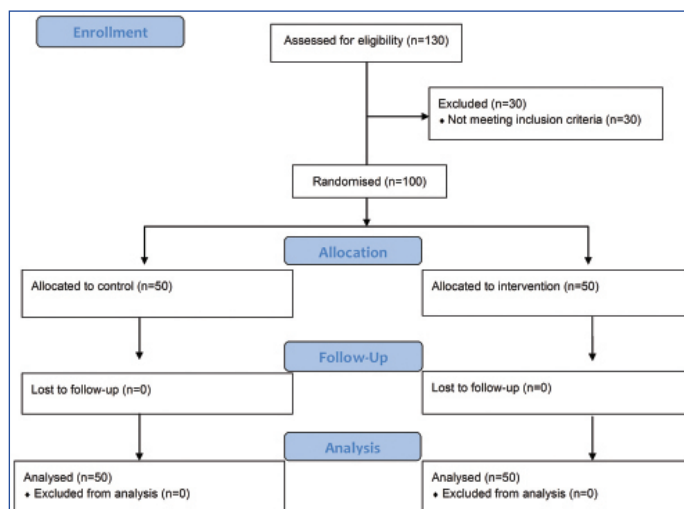 Enrollment
Assessed for eligibility (n=130)
Excluded (n=30)
♦ Not meeting inclusion criteria (n=30)
Randomised (n=100)
Allocation
Allocated to control (n=50)
Allocated to intervention (n=50)
Follow-Up
Lost to follow-up (n=0)
Lost to follow-up (n=0)
Analysis
Analysed (n=50)
♦ Excluded from analysis (n=0)
Analysed (n=50)
♦ Excluded from analysis (n=0)